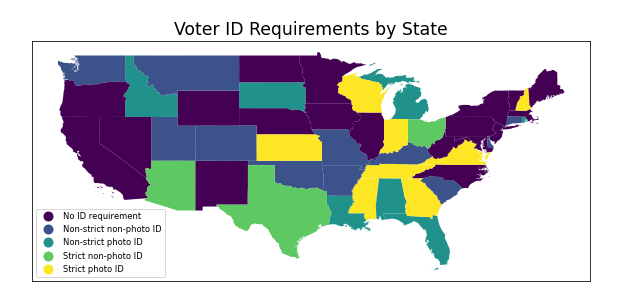 Voter ID Requirements by State
No ID requirement
Non-strict non-photo ID
Non-strict photo ID
Strict non-photo ID
Strict photo ID